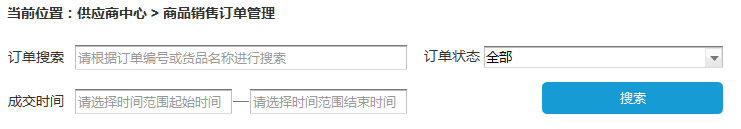 当前位置：供应商中心 > 商品销售订单管理
订单搜索 请根据订单编号或货品名称进行搜索 订单状态 全部
成交时间 请选择时间范围起始时间 — 请选择时间范围结束时间 搜索